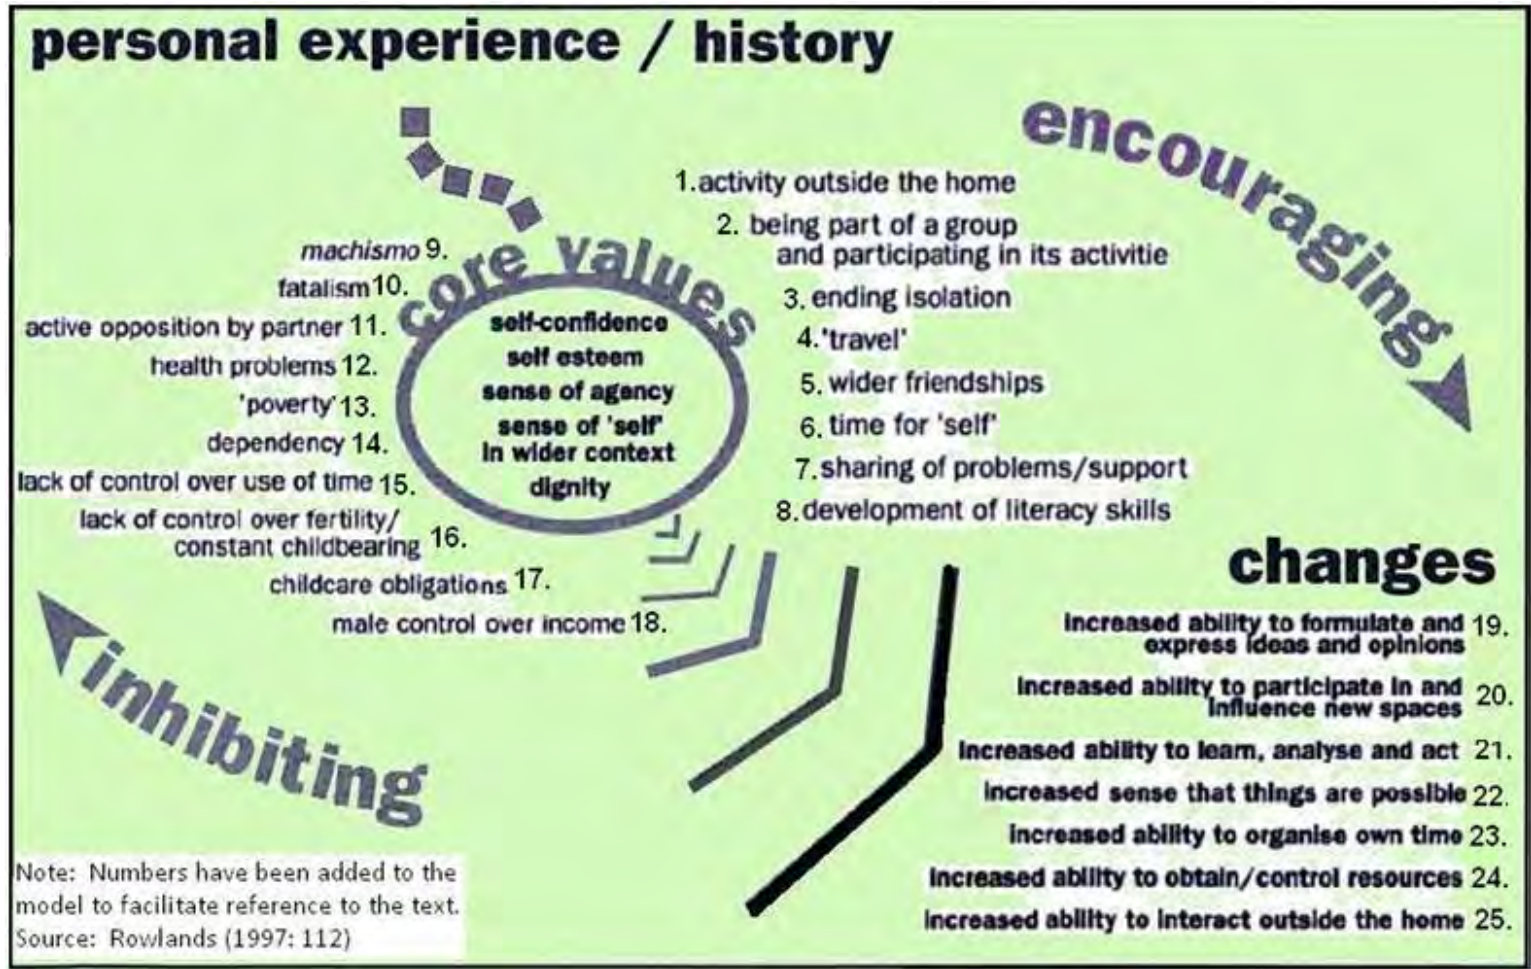 personal experience / history
encouraging
1.activity outside the home
2. being part of a group
and participating in its activitie
3. ending isolation
4.'travel'
5. wider friendships
6. time for 'self'
7.sharing of problems/support
8.development of literacy skills
core values
self-confidence
self esteem
sense of agency
sense of 'self'
in wider context
dignity
machismo 9.
fatalism 10.
active opposition by partner 11.
health problems 12.
'poverty' 13.
dependency 14.
lack of control over use of time 15.
lack of control over fertility/
constant childbearing 16.
childcare obligations 17.
male control over income 18.
inhibiting
changes
increased ability to formulate and 19.
express ideas and opinions
increased ability to participate in and 20.
influence new spaces
increased ability to learn, analyse and act 21.
increased sense that things are possible 22.
increased ability to organise own time 23.
increased ability to obtain/control resources 24.
increased ability to interact outside the home 25.
Note: Numbers have been added to the
model to facilitate reference to the text.
Source: Rowlands (1997: 112)